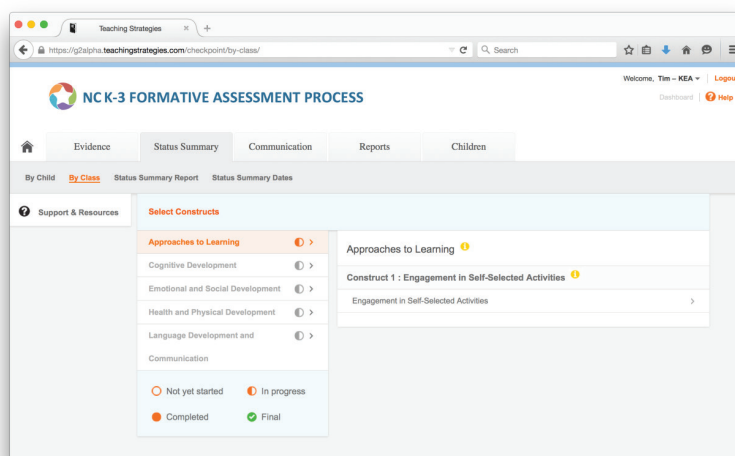 Teaching Strategies
https://g2alpha.teachingstrategies.com/checkpoint/by-class/
Search
Welcome, Tim – KEA
Logou
NC K-3 FORMATIVE ASSESSMENT PROCESS
Dashboard
Help
Evidence
Status Summary
Communication
Reports
Children
By Child
By Class
Status Summary Report
Status Summary Dates
Support & Resources
Select Constructs
Approaches to Learning
Cognitive Development
Emotional and Social Development
Health and Physical Development
Language Development and
Communication
Not yet started
In progress
Completed
Final
Approaches to Learning
Construct 1 : Engagement in Self-Selected Activities
Engagement in Self-Selected Activities